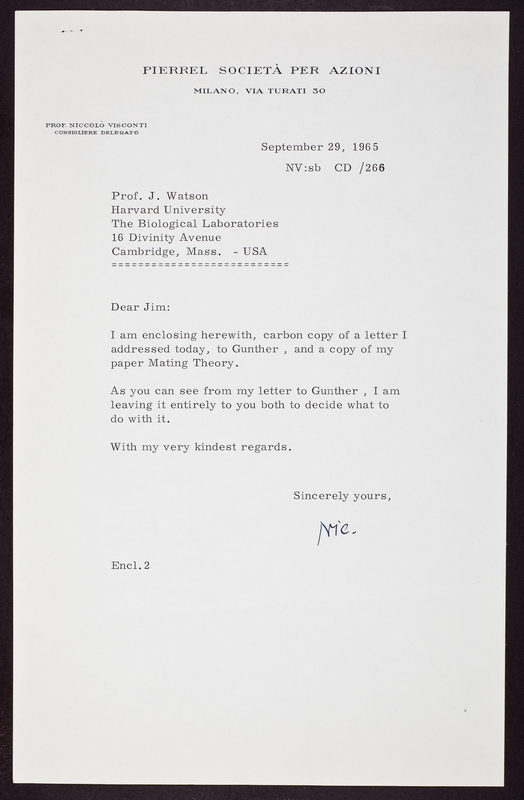 PIERREL SOCIETÀ PER AZIONI
MILANO, VIA TURATI 30
PROF. NICCOLÒ VISCONTI
CONSIGLIERE DELEGATO
September 29, 1965
NV:sb CD /266
Prof. J. Watson
Harvard University
The Biological Laboratories
16 Divinity Avenue
Cambridge, Mass. - USA
===========================
Dear Jim:
I am enclosing herewith, carbon copy of a letter I
addressed today, to Gunther , and a copy of my
paper Mating Theory.
As you can see from my letter to Gunther , I am
leaving it entirely to you both to decide what to
do with it.
With my very kindest regards.
Sincerely yours,
Nic.
Encl. 2